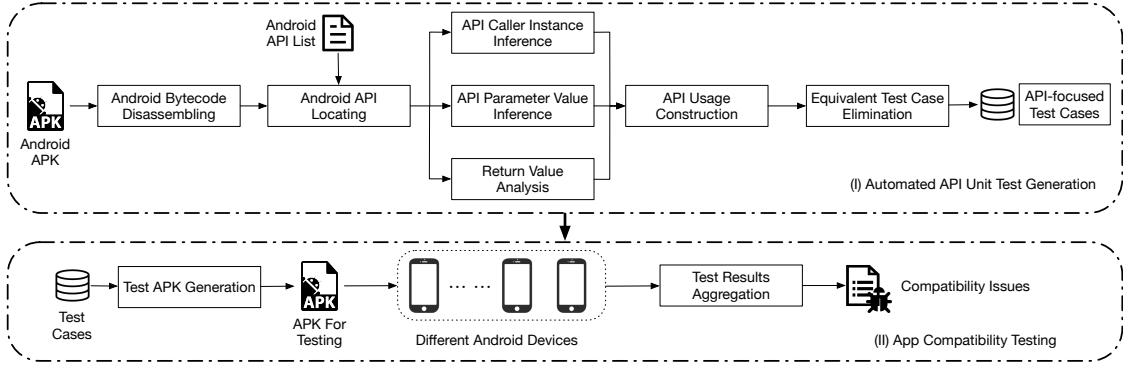 Android
API List
API Caller Instance
Inference
APK
Android
APK
Android Bytecode
Disassembling
Android API
Locating
API Parameter Value
Inference
API Usage
Construction
Equivalent Test Case
Elimination
API-focused
Test Cases
Return Value
Analysis
(I) Automated API Unit Test Generation
Test
Cases
Test APK Generation
APK
APK For
Testing
Different Android Devices
Test Results
Aggregation
Compatibility Issues
(II) App Compatibility Testing